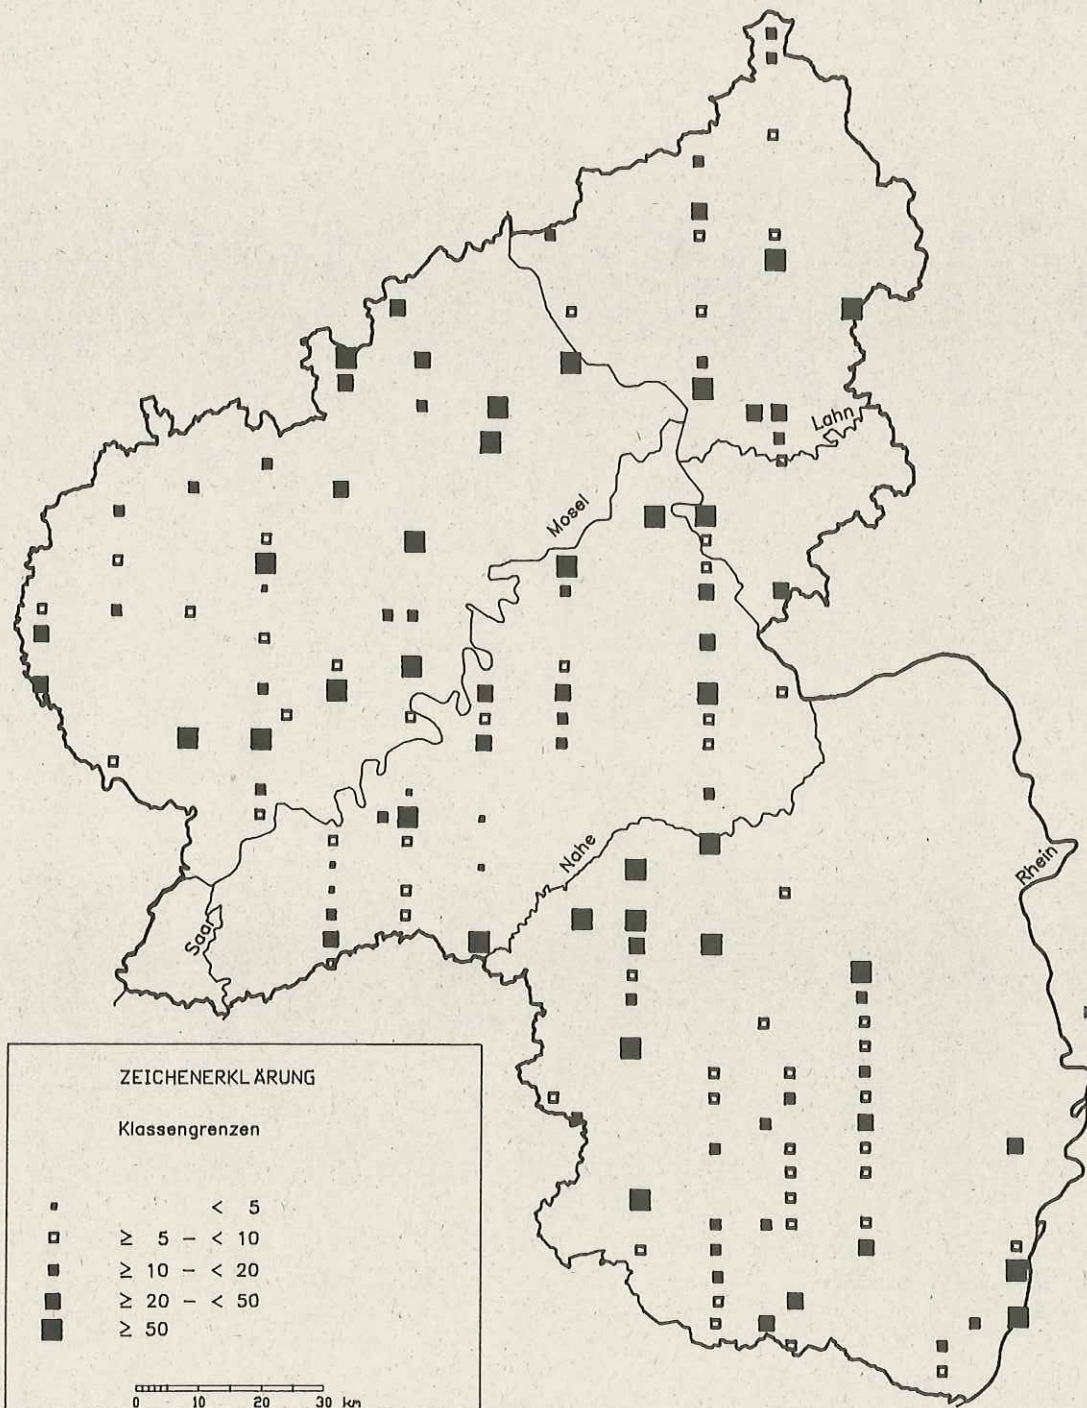 Lahn
Mosel
Nahe
Rhein
Saar
ZEICHENERKLÄRUNG
Klassengrenzen
< 5
≥ 5 – < 10
≥ 10 – < 20
≥ 20 – < 50
≥ 50
0 10 20 30 km